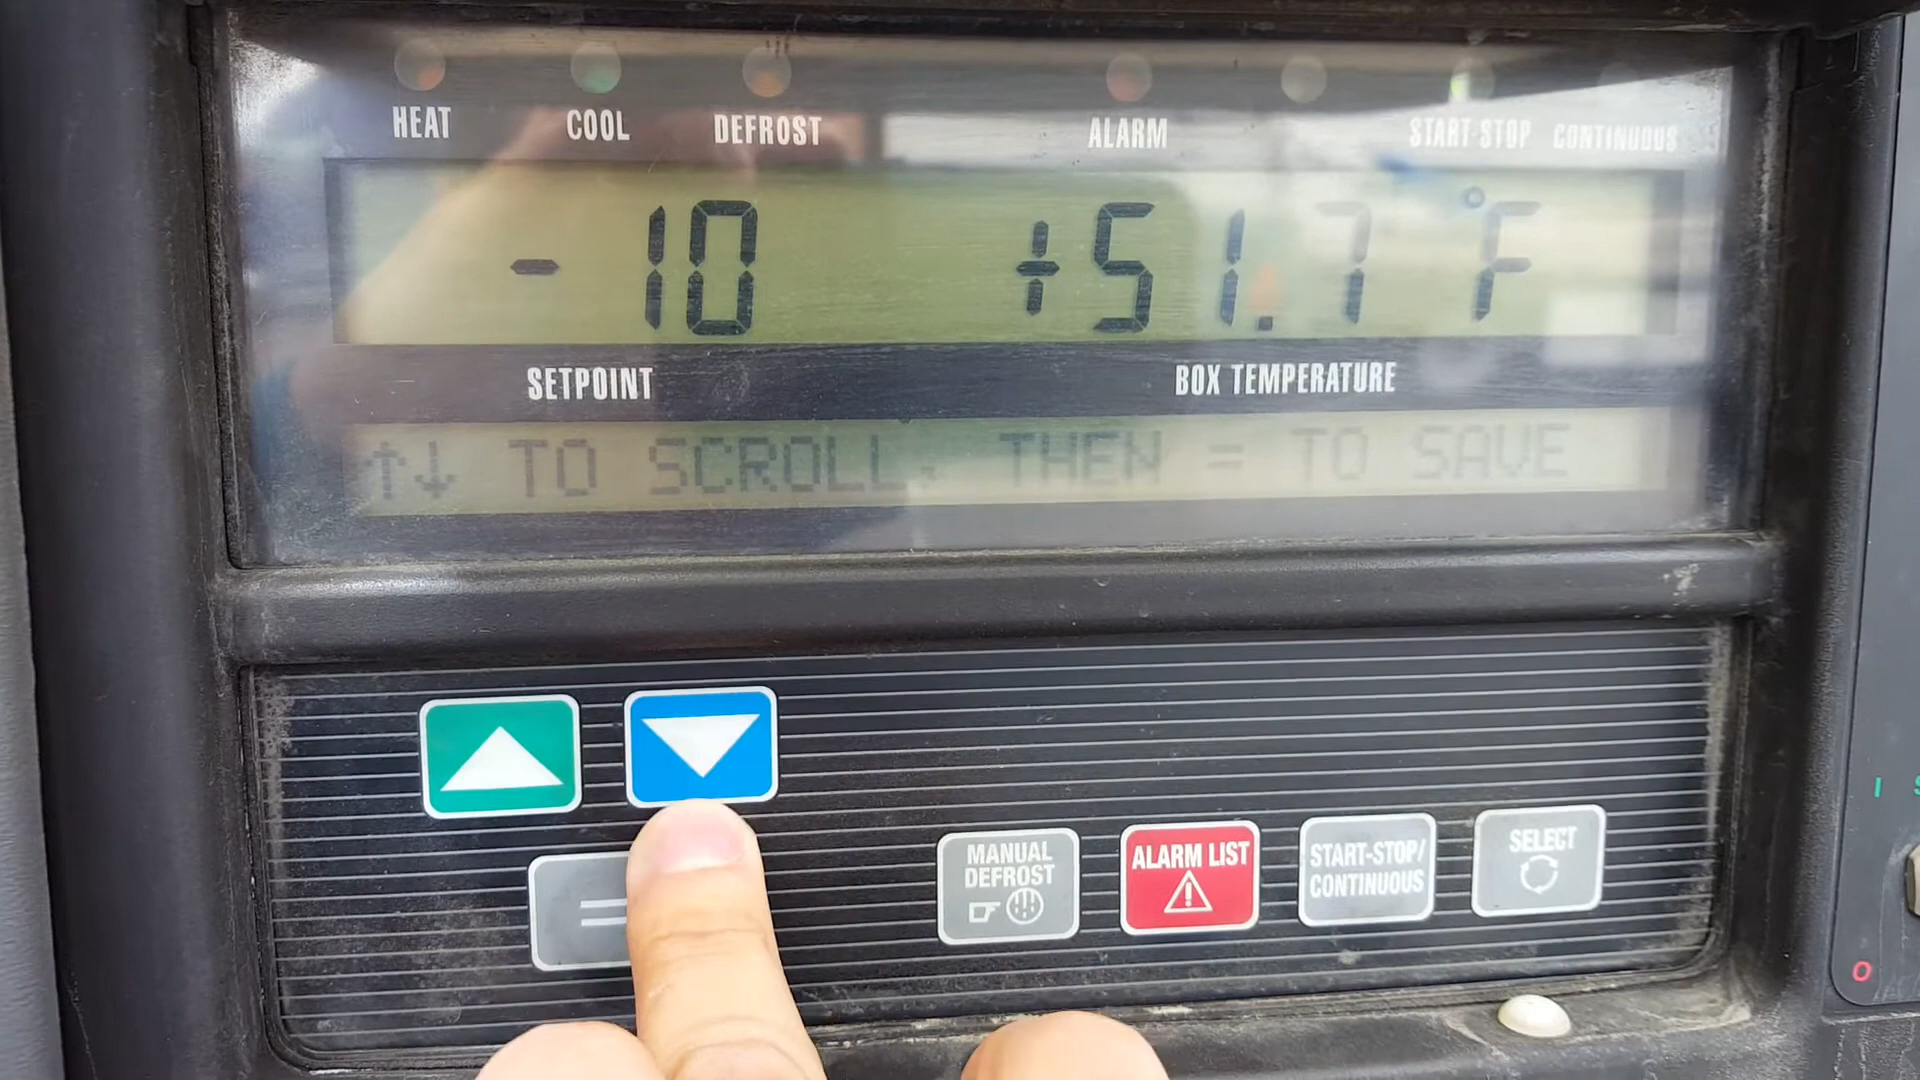 HEAT COOL DEFROST ALARM START-STOP CONTINUOUS
-10 +51.7 °F
SETPOINT BOX TEMPERATURE
↑↓ TO SCROLL, THEN = TO SAVE
=
MANUAL DEFROST
ALARM LIST
START-STOP/
CONTINUOUS
SELECT
I
O